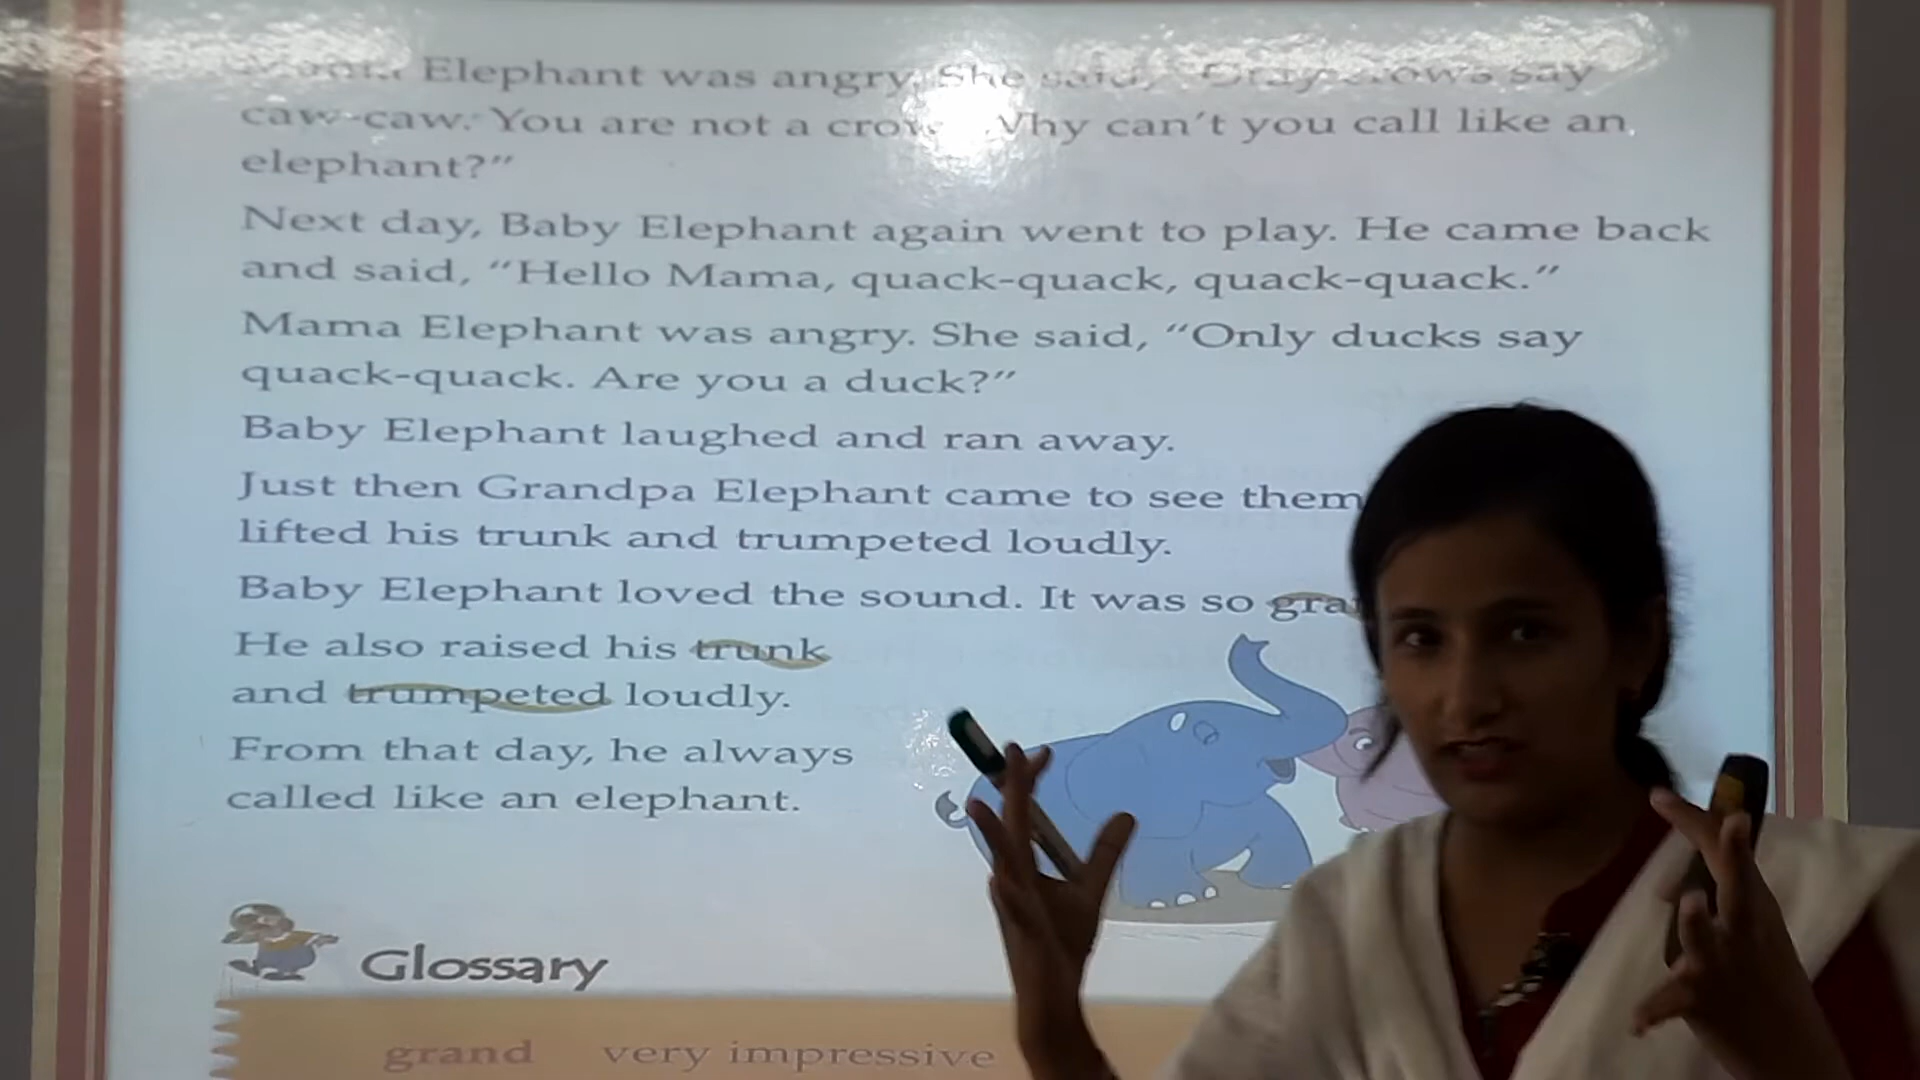 Elephant was angry. She said, "Only crows say
caw-caw. You are not a crow. Why can't you call like an
elephant?"
Next day, Baby Elephant again went to play. He came back
and said, "Hello Mama, quack-quack, quack-quack."
Mama Elephant was angry. She said, "Only ducks say
quack-quack. Are you a duck?"
Baby Elephant laughed and ran away.
Just then Grandpa Elephant came to see them
lifted his trunk and trumpeted loudly.
Baby Elephant loved the sound. It was so
He also raised his trunk
and trumpeted loudly.
From that day, he always
called like an elephant.
Glossary
grand very impressive